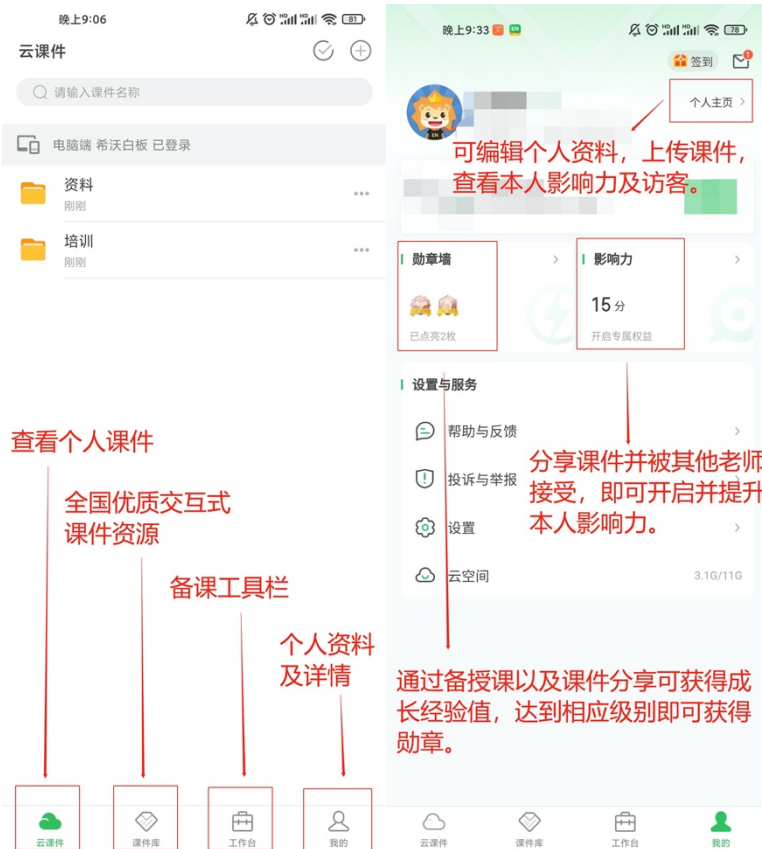 晚上9:06
81
云课件
请输入课件名称
电脑端 希沃白板 已登录
资料
刚刚
培训
刚刚
查看个人课件
全国优质交互式
课件资源
备课工具栏
个人资料
及详情
云课件
课件库
工作台
我的
晚上9:33
78
签到
个人主页
可编辑个人资料，上传课件，
查看本人影响力及访客。
勋章墙
影响力
15 分
已点亮2枚
开启专属权益
设置与服务
帮助与反馈
投诉与举报
设置
云空间
3.1G/11G
分享课件并被其他老师
接受，即可开启并提升
本人影响力。
通过备授课以及课件分享可获得成
长经验值，达到相应级别即可获得
勋章。
云课件
课件库
工作台
我的